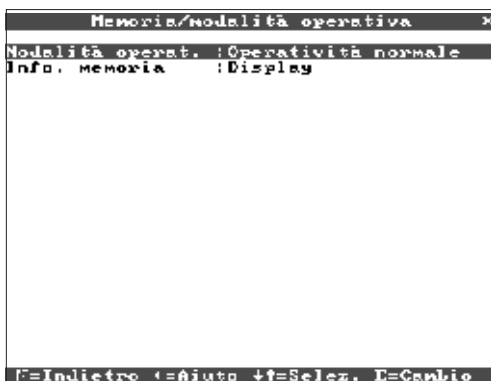 Memoria/modalità operativa
Modalità operat. :Operatività normale
Info. memoria :Display
=Indietro =Aiuto ↓↑=Selez. E=Cambio